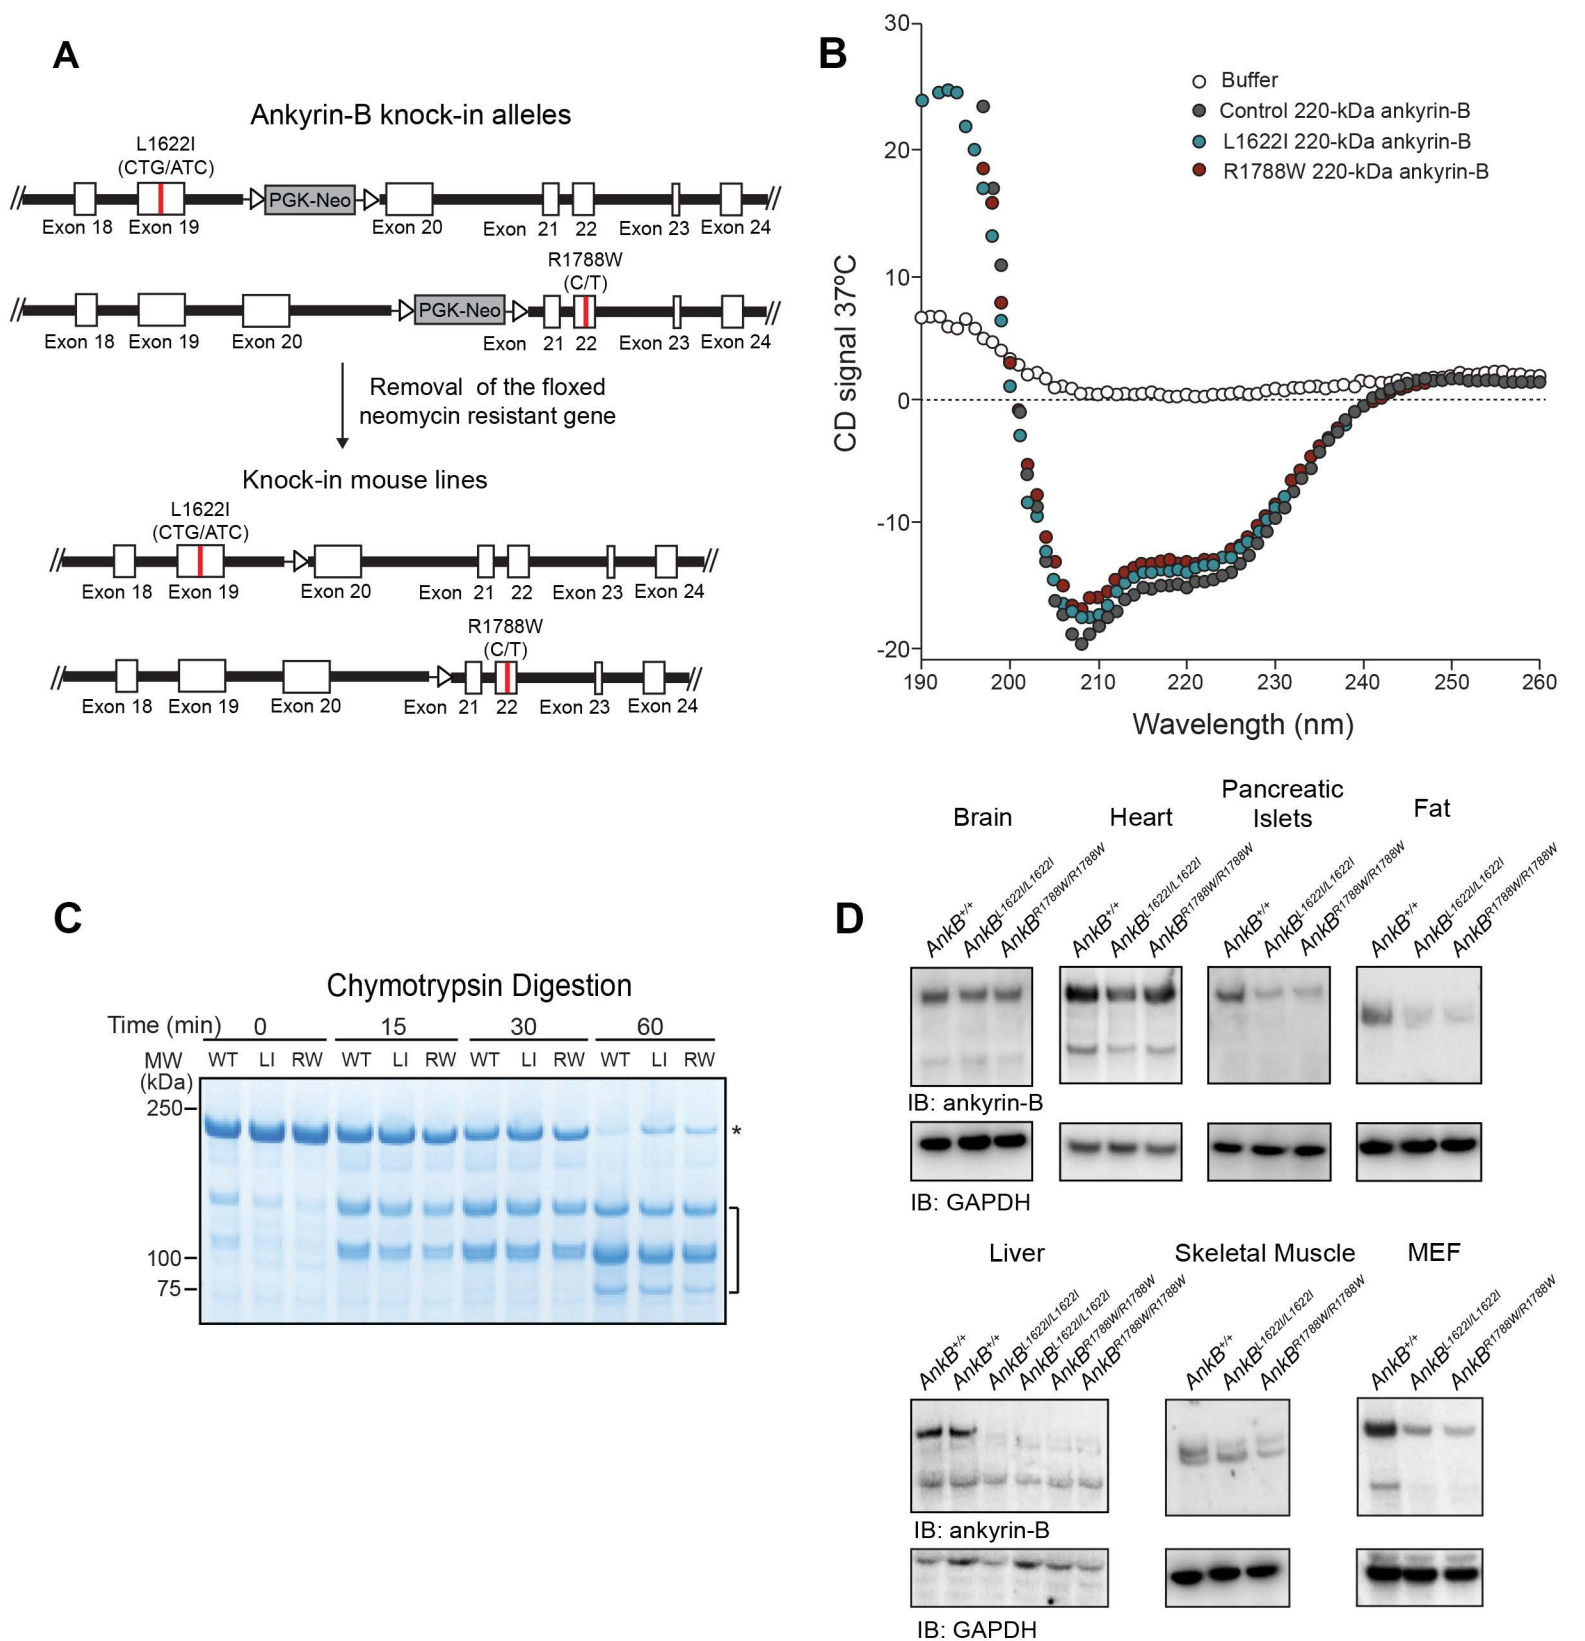 A
Ankyrin-B knock-in alleles
L1622I
(CTG/ATC)
PGK-Neo
Exon 18 Exon 19 Exon 20 Exon 21 22 Exon 23 Exon 24
R1788W
(C/T)
PGK-Neo
Exon 18 Exon 19 Exon 20 Exon 21 22 Exon 23 Exon 24
Removal of the floxed
neomycin resistant gene
Knock-in mouse lines
L1622I
(CTG/ATC)
Exon 18 Exon 19 Exon 20 Exon 21 22 Exon 23 Exon 24
R1788W
(C/T)
Exon 18 Exon 19 Exon 20 Exon 21 22 Exon 23 Exon 24
B
CD signal 37ºC
30
20
10
0
-10
-20
Buffer
Control 220-kDa ankyrin-B
L1622I 220-kDa ankyrin-B
R1788W 220-kDa ankyrin-B
190 200 210 220 230 240 250 260
Wavelength (nm)
C
Chymotrypsin Digestion
Time (min) 0 15 30 60
MW WT LI RW WT LI RW WT LI RW WT LI RW
(kDa)
250
*
100
75
D
Brain Heart Pancreatic Islets Fat
AnkB+/+ AnkBL1622I/L1622I AnkBR1788W/R1788W AnkB+/+ AnkBL1622I/L1622I AnkBR1788W/R1788W AnkB+/+ AnkBL1622I/L1622I AnkBR1788W/R1788W AnkB+/+ AnkBL1622I/L1622I AnkBR1788W/R1788W
IB: ankyrin-B
IB: GAPDH
Liver Skeletal Muscle MEF
AnkB+/+ AnkB+/+ AnkBL1622I/L1622I AnkBL1622I/L1622I AnkBR1788W/R1788W AnkBR1788W/R1788W AnkB+/+ AnkBL1622I/L1622I AnkBR1788W/R1788W AnkB+/+ AnkBL1622I/L1622I AnkBR1788W/R1788W
IB: ankyrin-B
IB: GAPDH